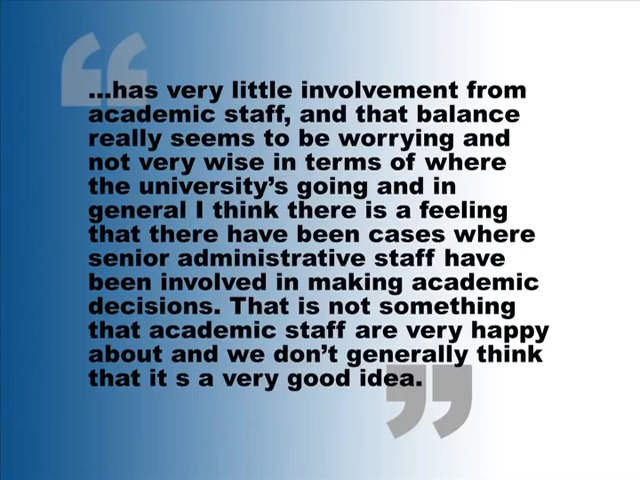 ...has very little involvement from
academic staff, and that balance
really seems to be worrying and
not very wise in terms of where
the university’s going and in
general I think there is a feeling
that there have been cases where
senior administrative staff have
been involved in making academic
decisions. That is not something
that academic staff are very happy
about and we don’t generally think
that it s a very good idea.